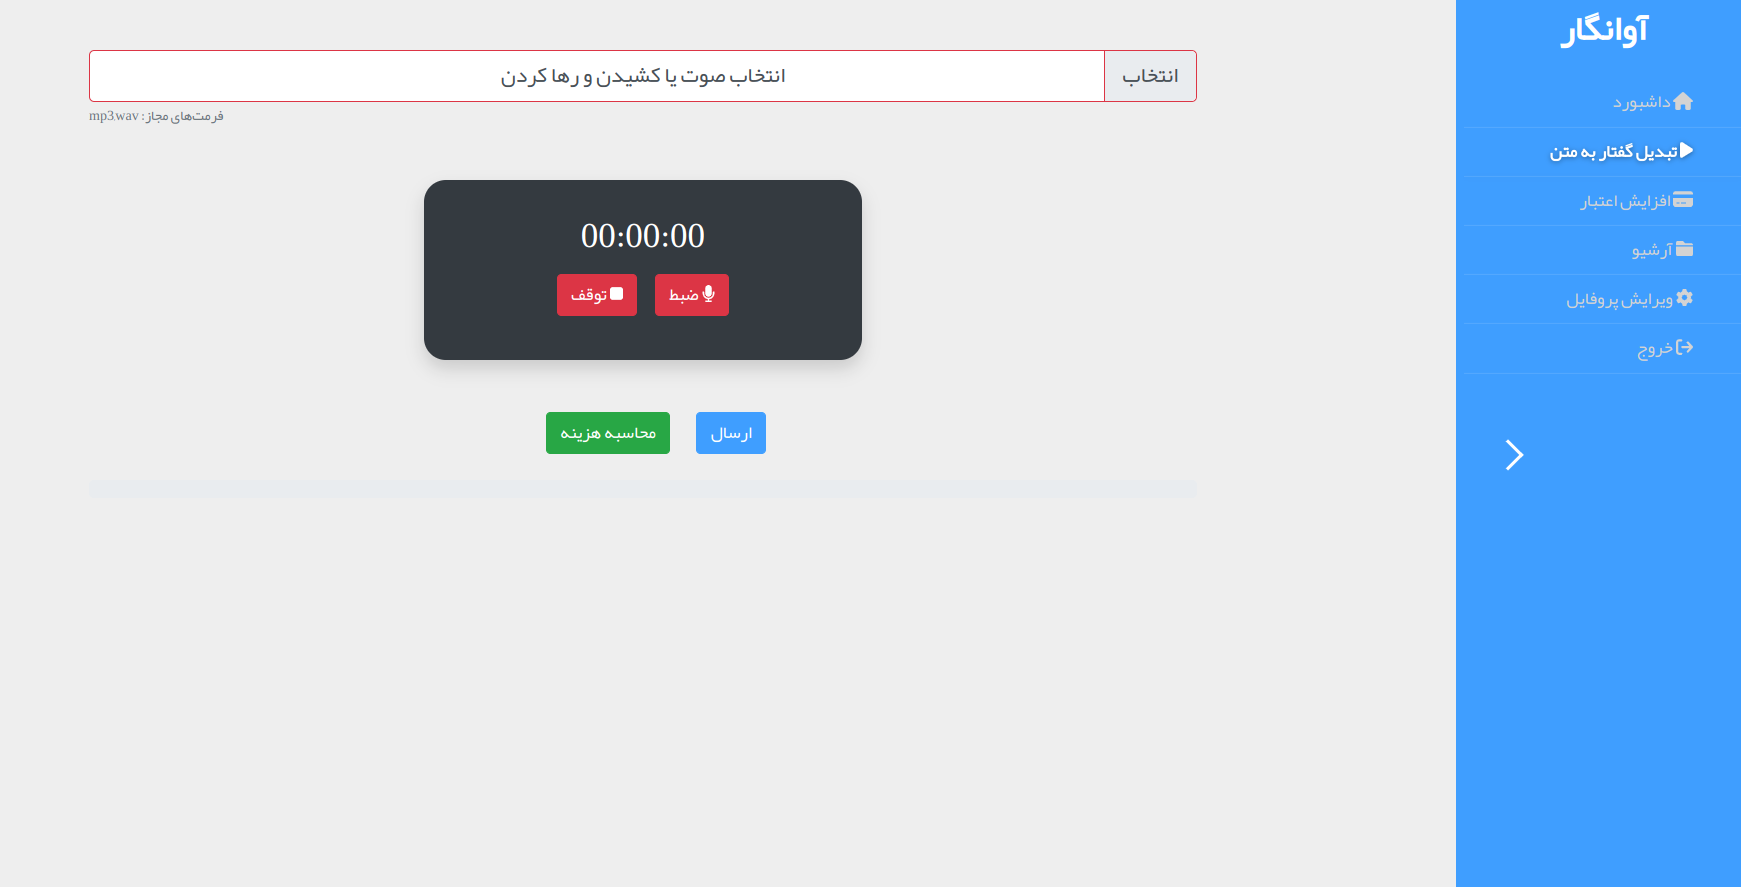 آوانگار
داشبورد
تبدیل گفتار به متن
افزایش اعتبار
آرشیو
ویرایش پروفایل
خروج
انتخاب
انتخاب صوت یا کشیدن و رها کردن
فرمت‌های مجاز: mp3,wav
00:00:00
ضبط
توقف
ارسال
محاسبه هزینه